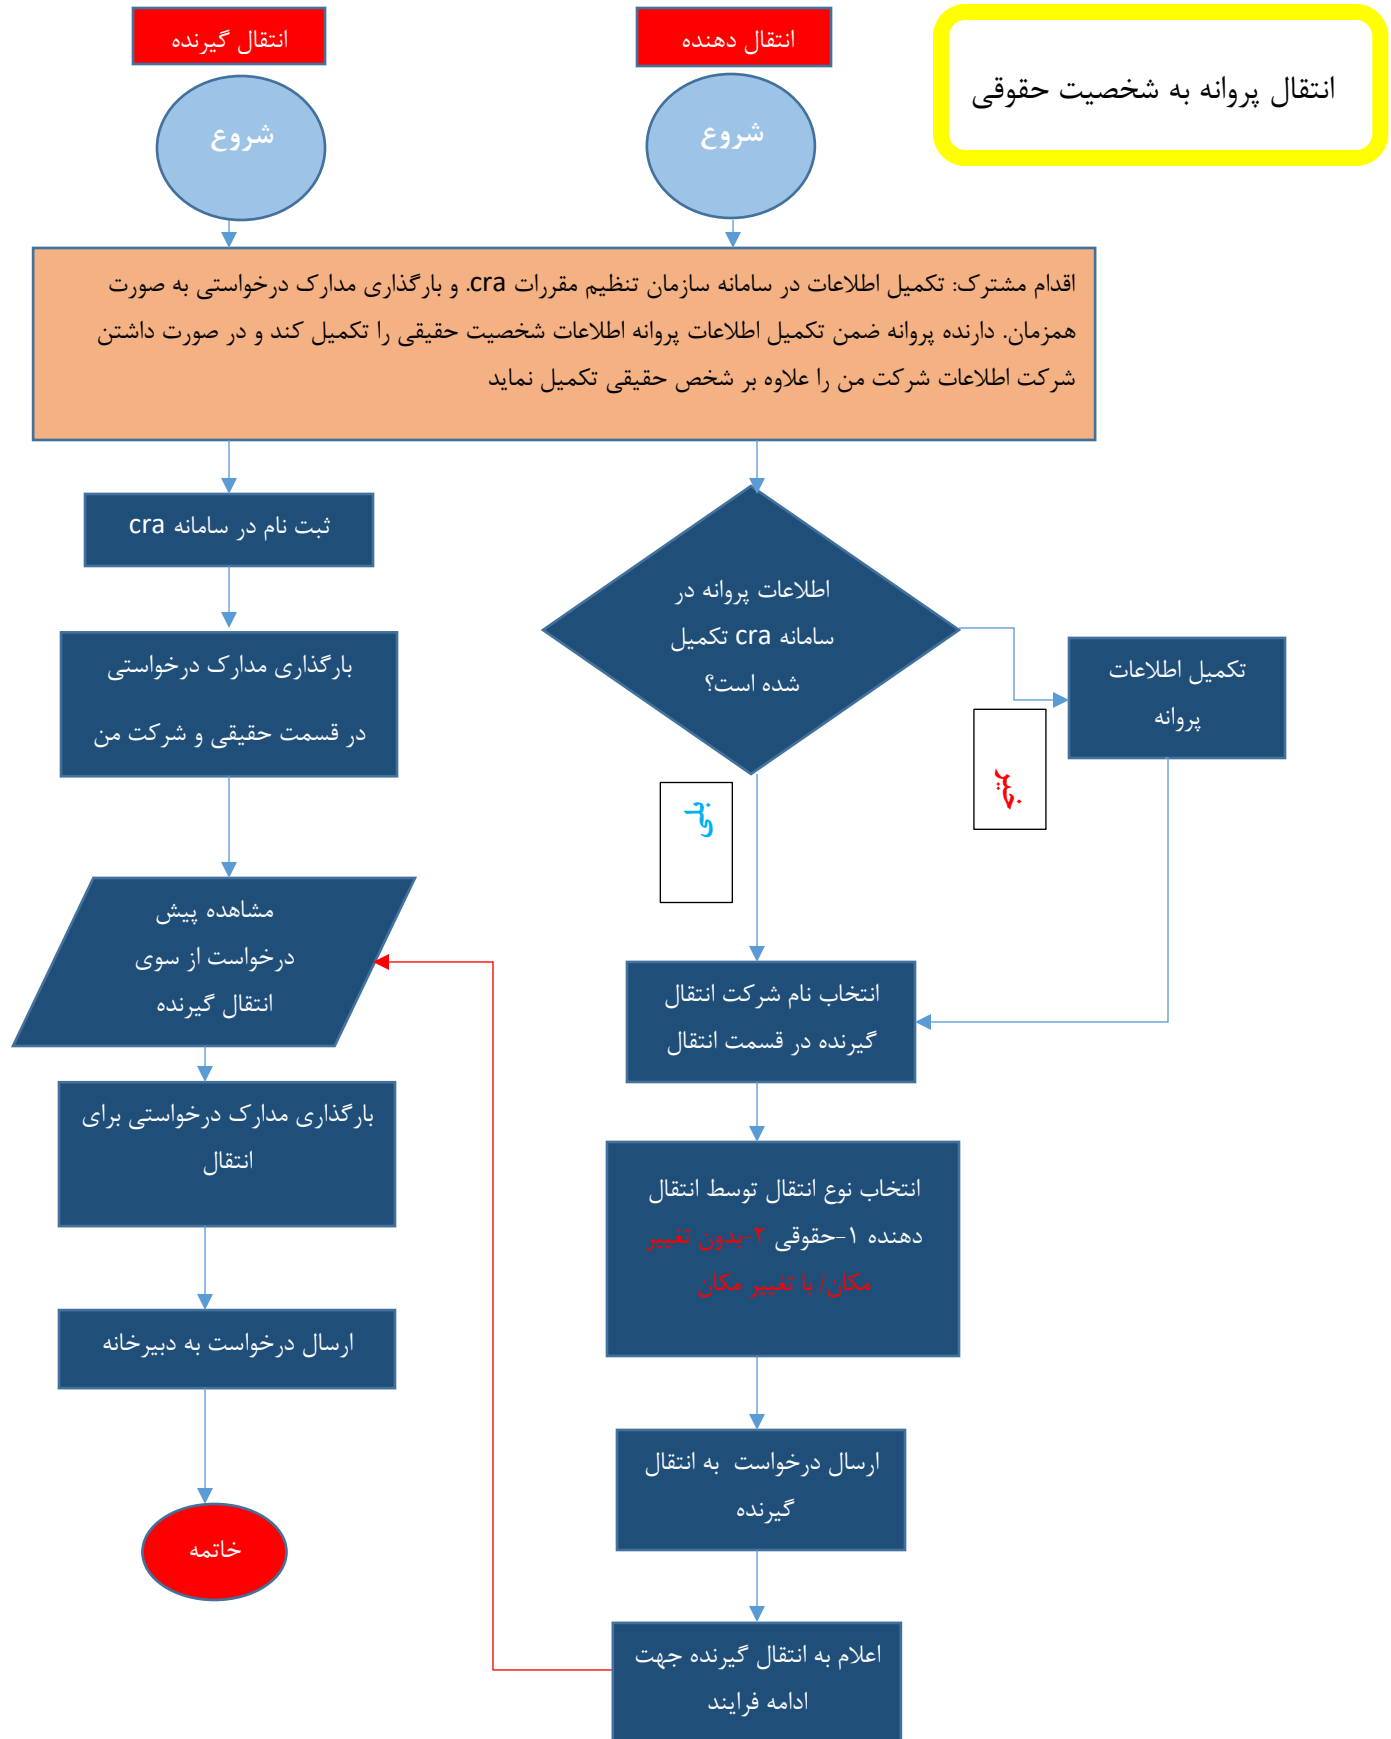 انتقال پروانه به شخصیت حقوقی
انتقال دهنده
انتقال گیرنده
شروع
شروع
اقدام مشترک: تکمیل اطلاعات در سامانه سازمان تنظیم مقررات cra. و بارگذاری مدارک درخواستی به صورت
همزمان. دارنده پروانه ضمن تکمیل اطلاعات پروانه اطلاعات شخصیت حقیقی را تکمیل کند و در صورت داشتن
شرکت اطلاعات شرکت من را علاوه بر شخص حقیقی تکمیل نماید
اطلاعات پروانه در
سامانه cra تکمیل
شده است؟
خیر
تکمیل اطلاعات
پروانه
بلی
انتخاب نام شرکت انتقال
گیرنده در قسمت انتقال
انتخاب نوع انتقال توسط انتقال
دهنده ۱-حقوقی ۲ بدون تغییر
مکان/ با تغییر مکان
ارسال درخواست به انتقال
گیرنده
اعلام به انتقال گیرنده جهت
ادامه فرایند
ثبت نام در سامانه cra
بارگذاری مدارک درخواستی
در قسمت حقیقی و شرکت من
مشاهده پیش
درخواست از سوی
انتقال گیرنده
بارگذاری مدارک درخواستی برای
انتقال
ارسال درخواست به دبیرخانه
خاتمه